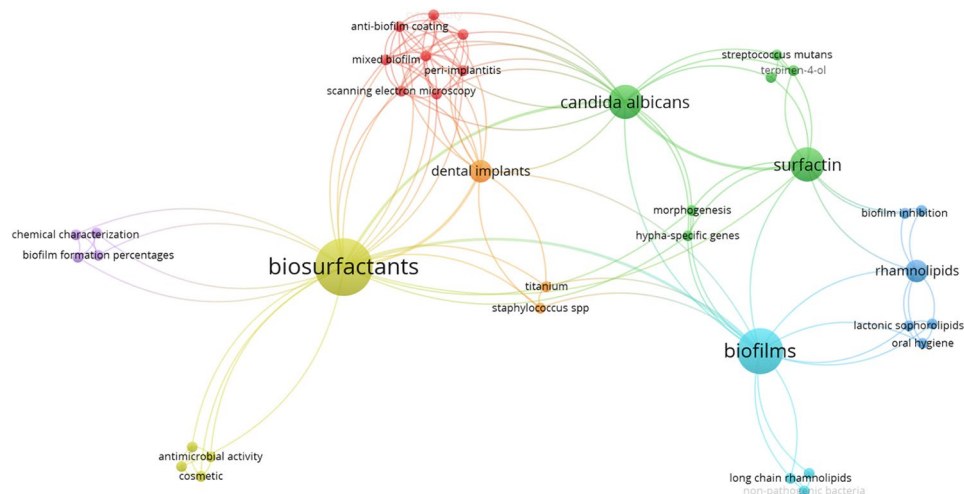 anti-biofilm coating
mixed biofilm
peri-implantitis
scanning electron microscopy
streptococcus mutans
terpinen-4-ol
candida albicans
dental implants
surfactin
morphogenesis
hypha-specific genes
biofilm inhibition
chemical characterization
biofilm formation percentages
biosurfactants
rhamnolipids
titanium
staphylococcus spp
lactonic sophorolipids
oral hygiene
biofilms
antimicrobial activity
cosmetic
long chain rhamnolipids
non-pathogenic bacteria